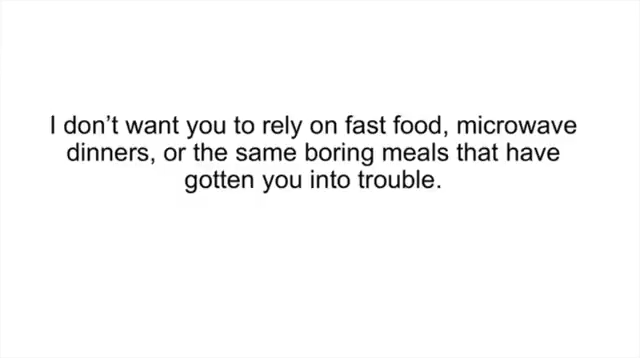 I don’t want you to rely on fast food, microwave
dinners, or the same boring meals that have
gotten you into trouble.